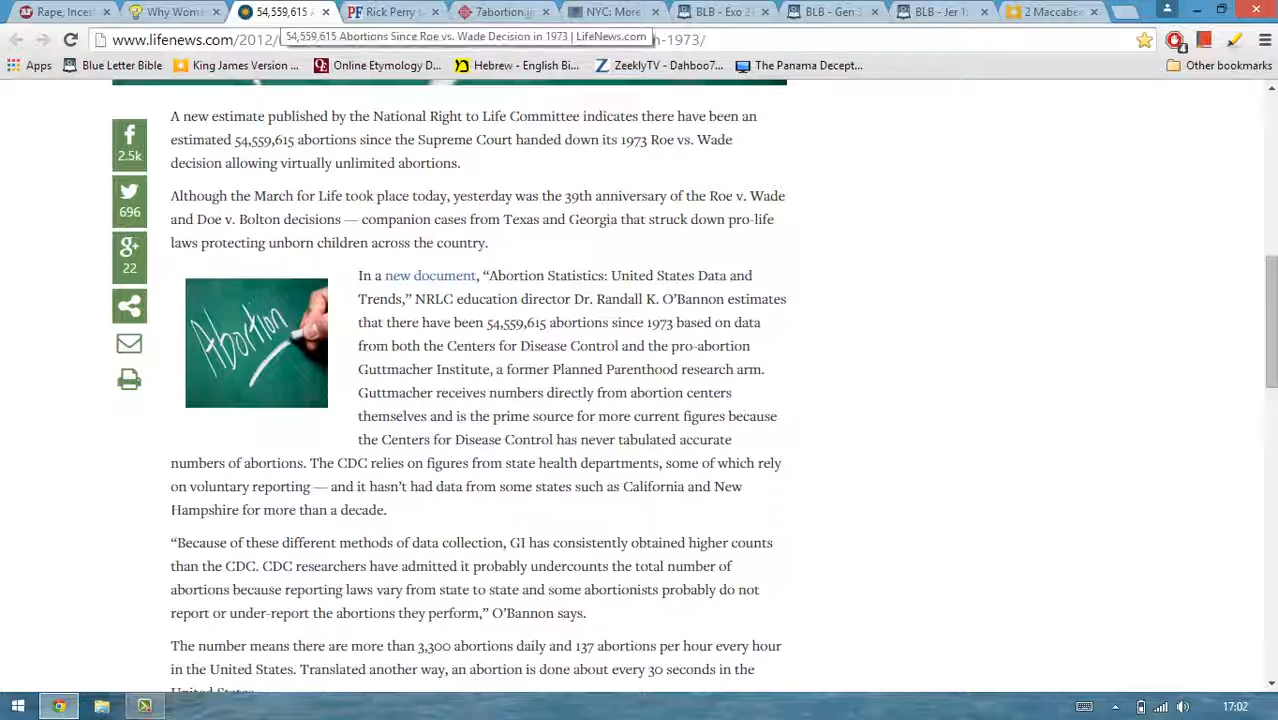 Rape, Incest
Why Wome
54,559,615 A
Rick Perry b
7abortion.jp
NYC: More
BLB - Exo 2
BLB - Gen 3
BLB - Jer 1
2 Maccabe
www.lifenews.com/2012/
54,559,615 Abortions Since Roe vs. Wade Decision in 1973 | LifeNews.com
n-1973/
4
Apps
Blue Letter Bible
King James Version ...
Online Etymology D...
Hebrew - English Bi...
ZeeklyTV - Dahboo7...
The Panama Decept...
Other bookmarks
A new estimate published by the National Right to Life Committee indicates there have been an
estimated 54,559,615 abortions since the Supreme Court handed down its 1973 Roe vs. Wade
decision allowing virtually unlimited abortions.
2.5k
Although the March for Life took place today, yesterday was the 39th anniversary of the Roe v. Wade
and Doe v. Bolton decisions — companion cases from Texas and Georgia that struck down pro-life
laws protecting unborn children across the country.
696
22
Abortion
In a new document, “Abortion Statistics: United States Data and
Trends,” NRLC education director Dr. Randall K. O’Bannon estimates
that there have been 54,559,615 abortions since 1973 based on data
from both the Centers for Disease Control and the pro-abortion
Guttmacher Institute, a former Planned Parenthood research arm.
Guttmacher receives numbers directly from abortion centers
themselves and is the prime source for more current figures because
the Centers for Disease Control has never tabulated accurate
numbers of abortions. The CDC relies on figures from state health departments, some of which rely
on voluntary reporting — and it hasn’t had data from some states such as California and New
Hampshire for more than a decade.
“Because of these different methods of data collection, GI has consistently obtained higher counts
than the CDC. CDC researchers have admitted it probably undercounts the total number of
abortions because reporting laws vary from state to state and some abortionists probably do not
report or under-report the abortions they perform,” O’Bannon says.
The number means there are more than 3,300 abortions daily and 137 abortions per hour every hour
in the United States. Translated another way, an abortion is done about every 30 seconds in the
United States.
17:02